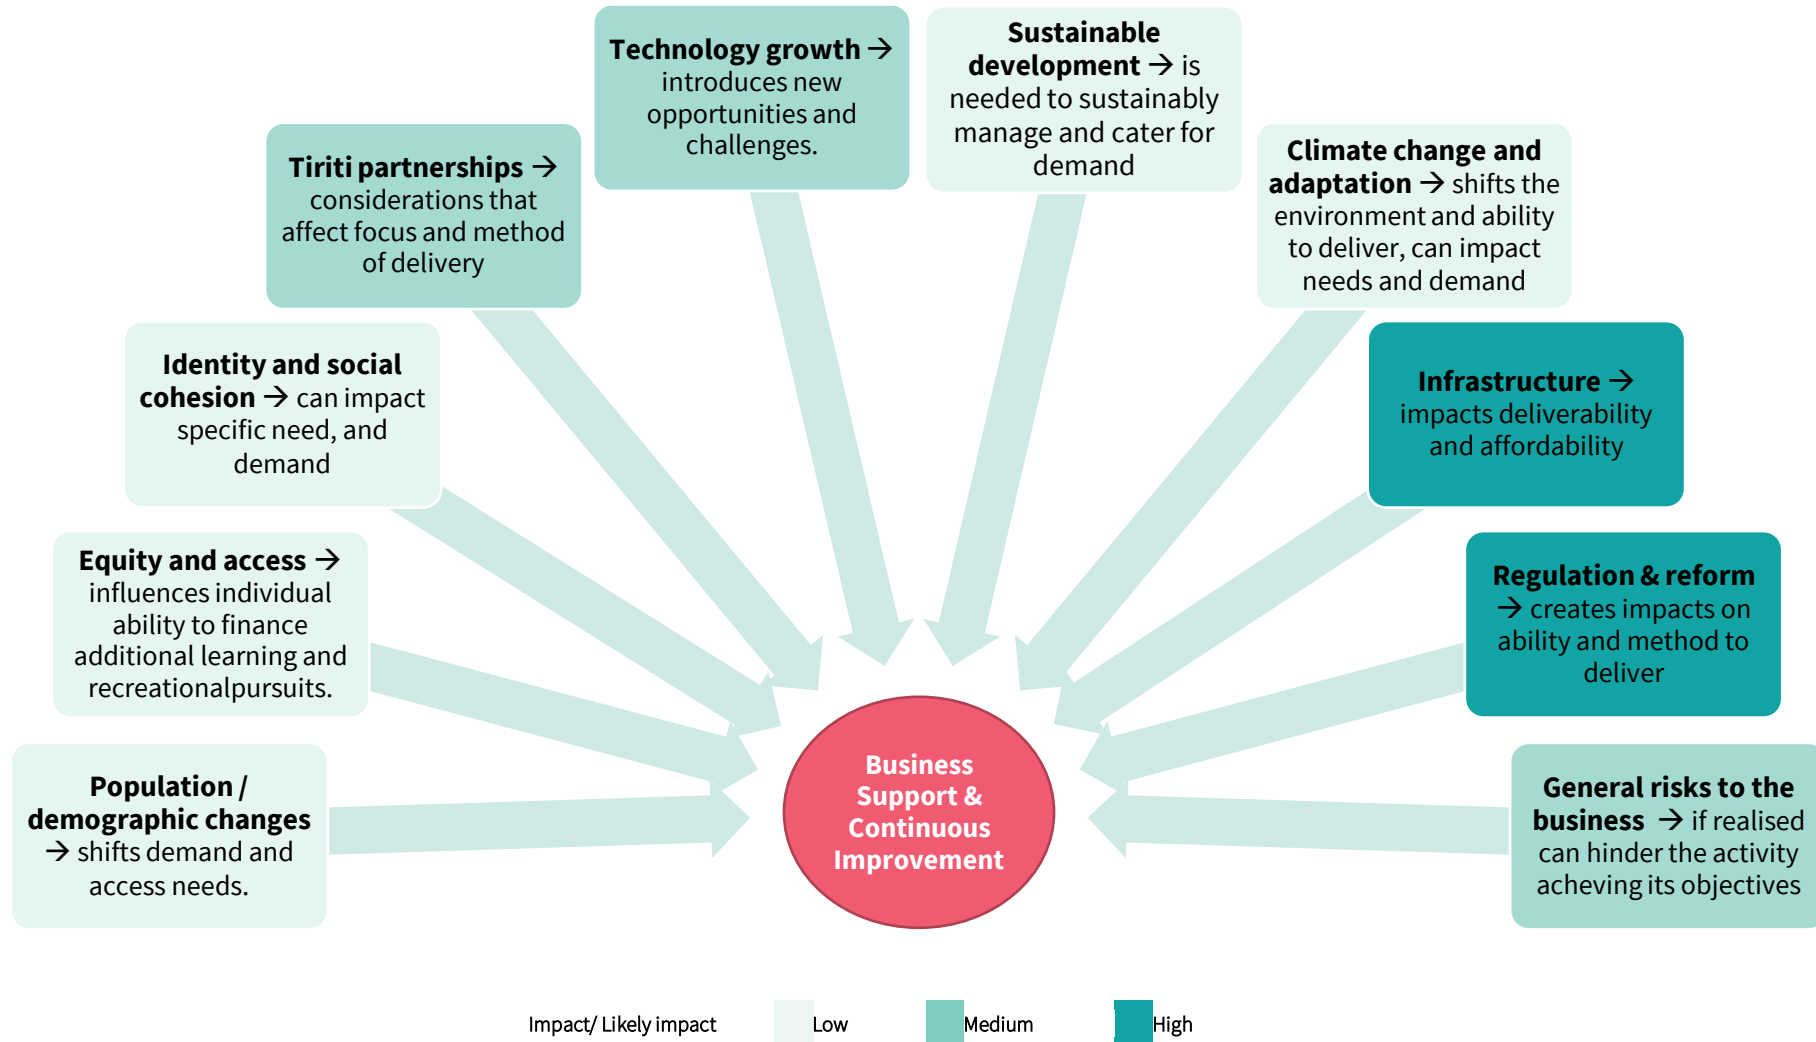 Technology growth →
introduces new
opportunities and
challenges.
Sustainable
development → is
needed to sustainably
manage and cater for
demand
Tiriti partnerships →
considerations that
affect focus and method
of delivery
Climate change and
adaptation → shifts the
environment and ability
to deliver, can impact
needs and demand
Identity and social
cohesion → can impact
specific need, and
demand
Infrastructure →
impacts deliverability
and affordability
Equity and access →
influences individual
ability to finance
additional learning and
recreationalpursuits.
Regulation & reform
→ creates impacts on
ability and method to
deliver
Population /
demographic changes
→ shifts demand and
access needs.
Business
Support &
Continuous
Improvement
General risks to the
business → if realised
can hinder the activity
acheving its objectives
Impact/ Likely impact Low Medium High